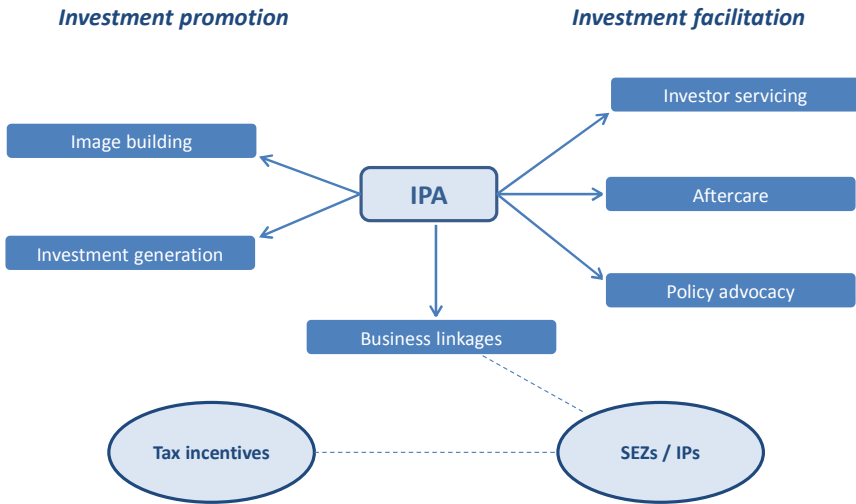 Investment promotion
Investment facilitation
Investor servicing
Image building
IPA
Aftercare
Investment generation
Policy advocacy
Business linkages
Tax incentives
SEZs / IPs